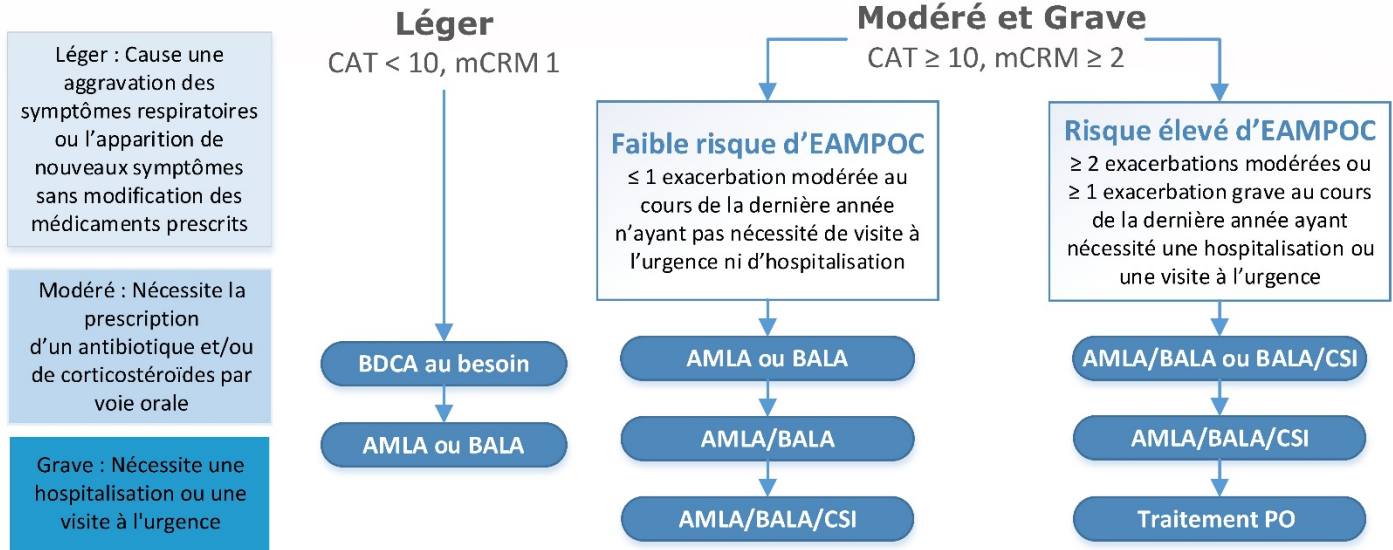 Léger : Cause une
aggravation des
symptômes respiratoires
ou l’apparition de
nouveaux symptômes
sans modification des
médicaments prescrits
Modéré : Nécessite la
prescription
d’un antibiotique et/ou
de corticostéroïdes par
voie orale
Grave : Nécessite une
hospitalisation ou une
visite à l'urgence
Léger
CAT < 10, mCRM 1
BDCA au besoin
AMLA ou BALA
Modéré et Grave
CAT ≥ 10, mCRM ≥ 2
Faible risque d’EAMPOC
≤ 1 exacerbation modérée au
cours de la dernière année
n’ayant pas nécessité de visite à
l’urgence ni d’hospitalisation
AMLA ou BALA
AMLA/BALA
AMLA/BALA/CSI
Risque élevé d’EAMPOC
≥ 2 exacerbations modérées ou
≥ 1 exacerbation grave au cours
de la dernière année ayant
nécessité une hospitalisation ou
une visite à l’urgence
AMLA/BALA ou BALA/CSI
AMLA/BALA/CSI
Traitement PO